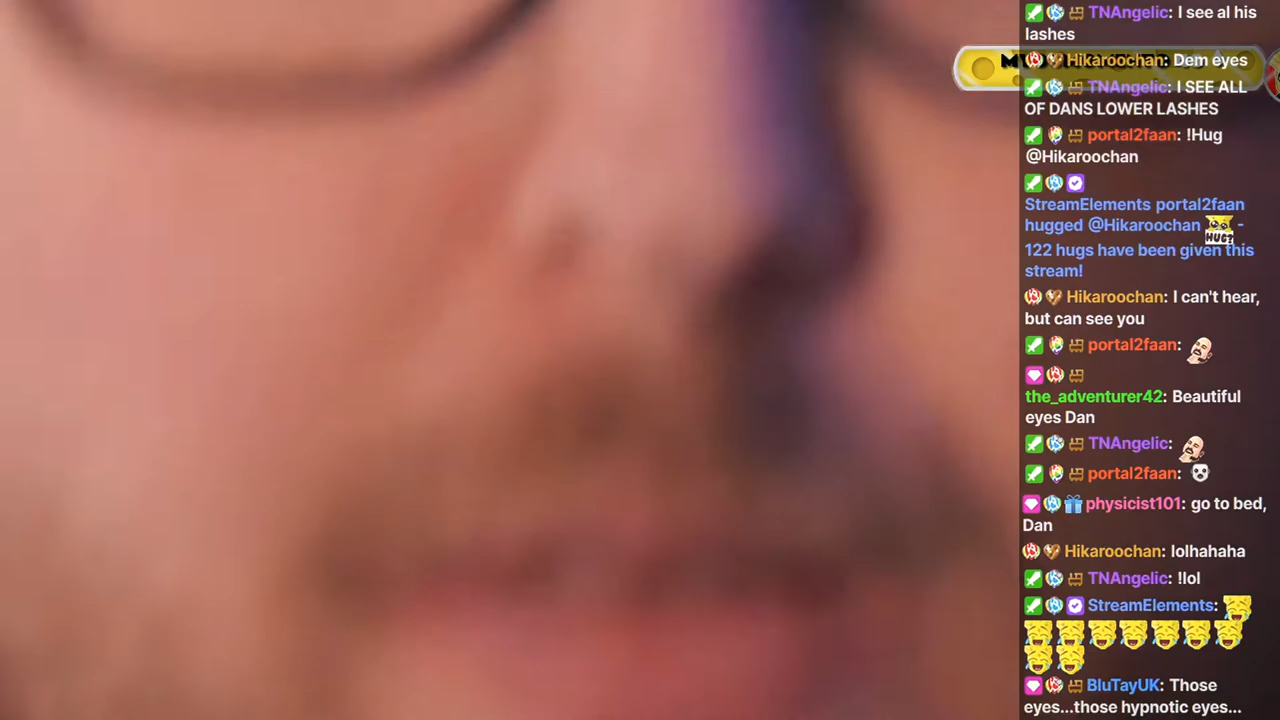 TNAngelic: I see al his
lashes
Hikaroochan: Dem eyes
TNAngelic: I SEE ALL
OF DANS LOWER LASHES
portal2faan: !Hug
@Hikaroochan
StreamElements portal2faan
hugged @Hikaroochan HUG? -
122 hugs have been given this
stream!
Hikaroochan: I can't hear,
but can see you
portal2faan:
the_adventurer42: Beautiful
eyes Dan
TNAngelic:
portal2faan:
physicist101: go to bed,
Dan
Hikaroochan: lolhahaha
TNAngelic: !lol
StreamElements:
BluTayUK: Those
eyes...those hypnotic eyes...